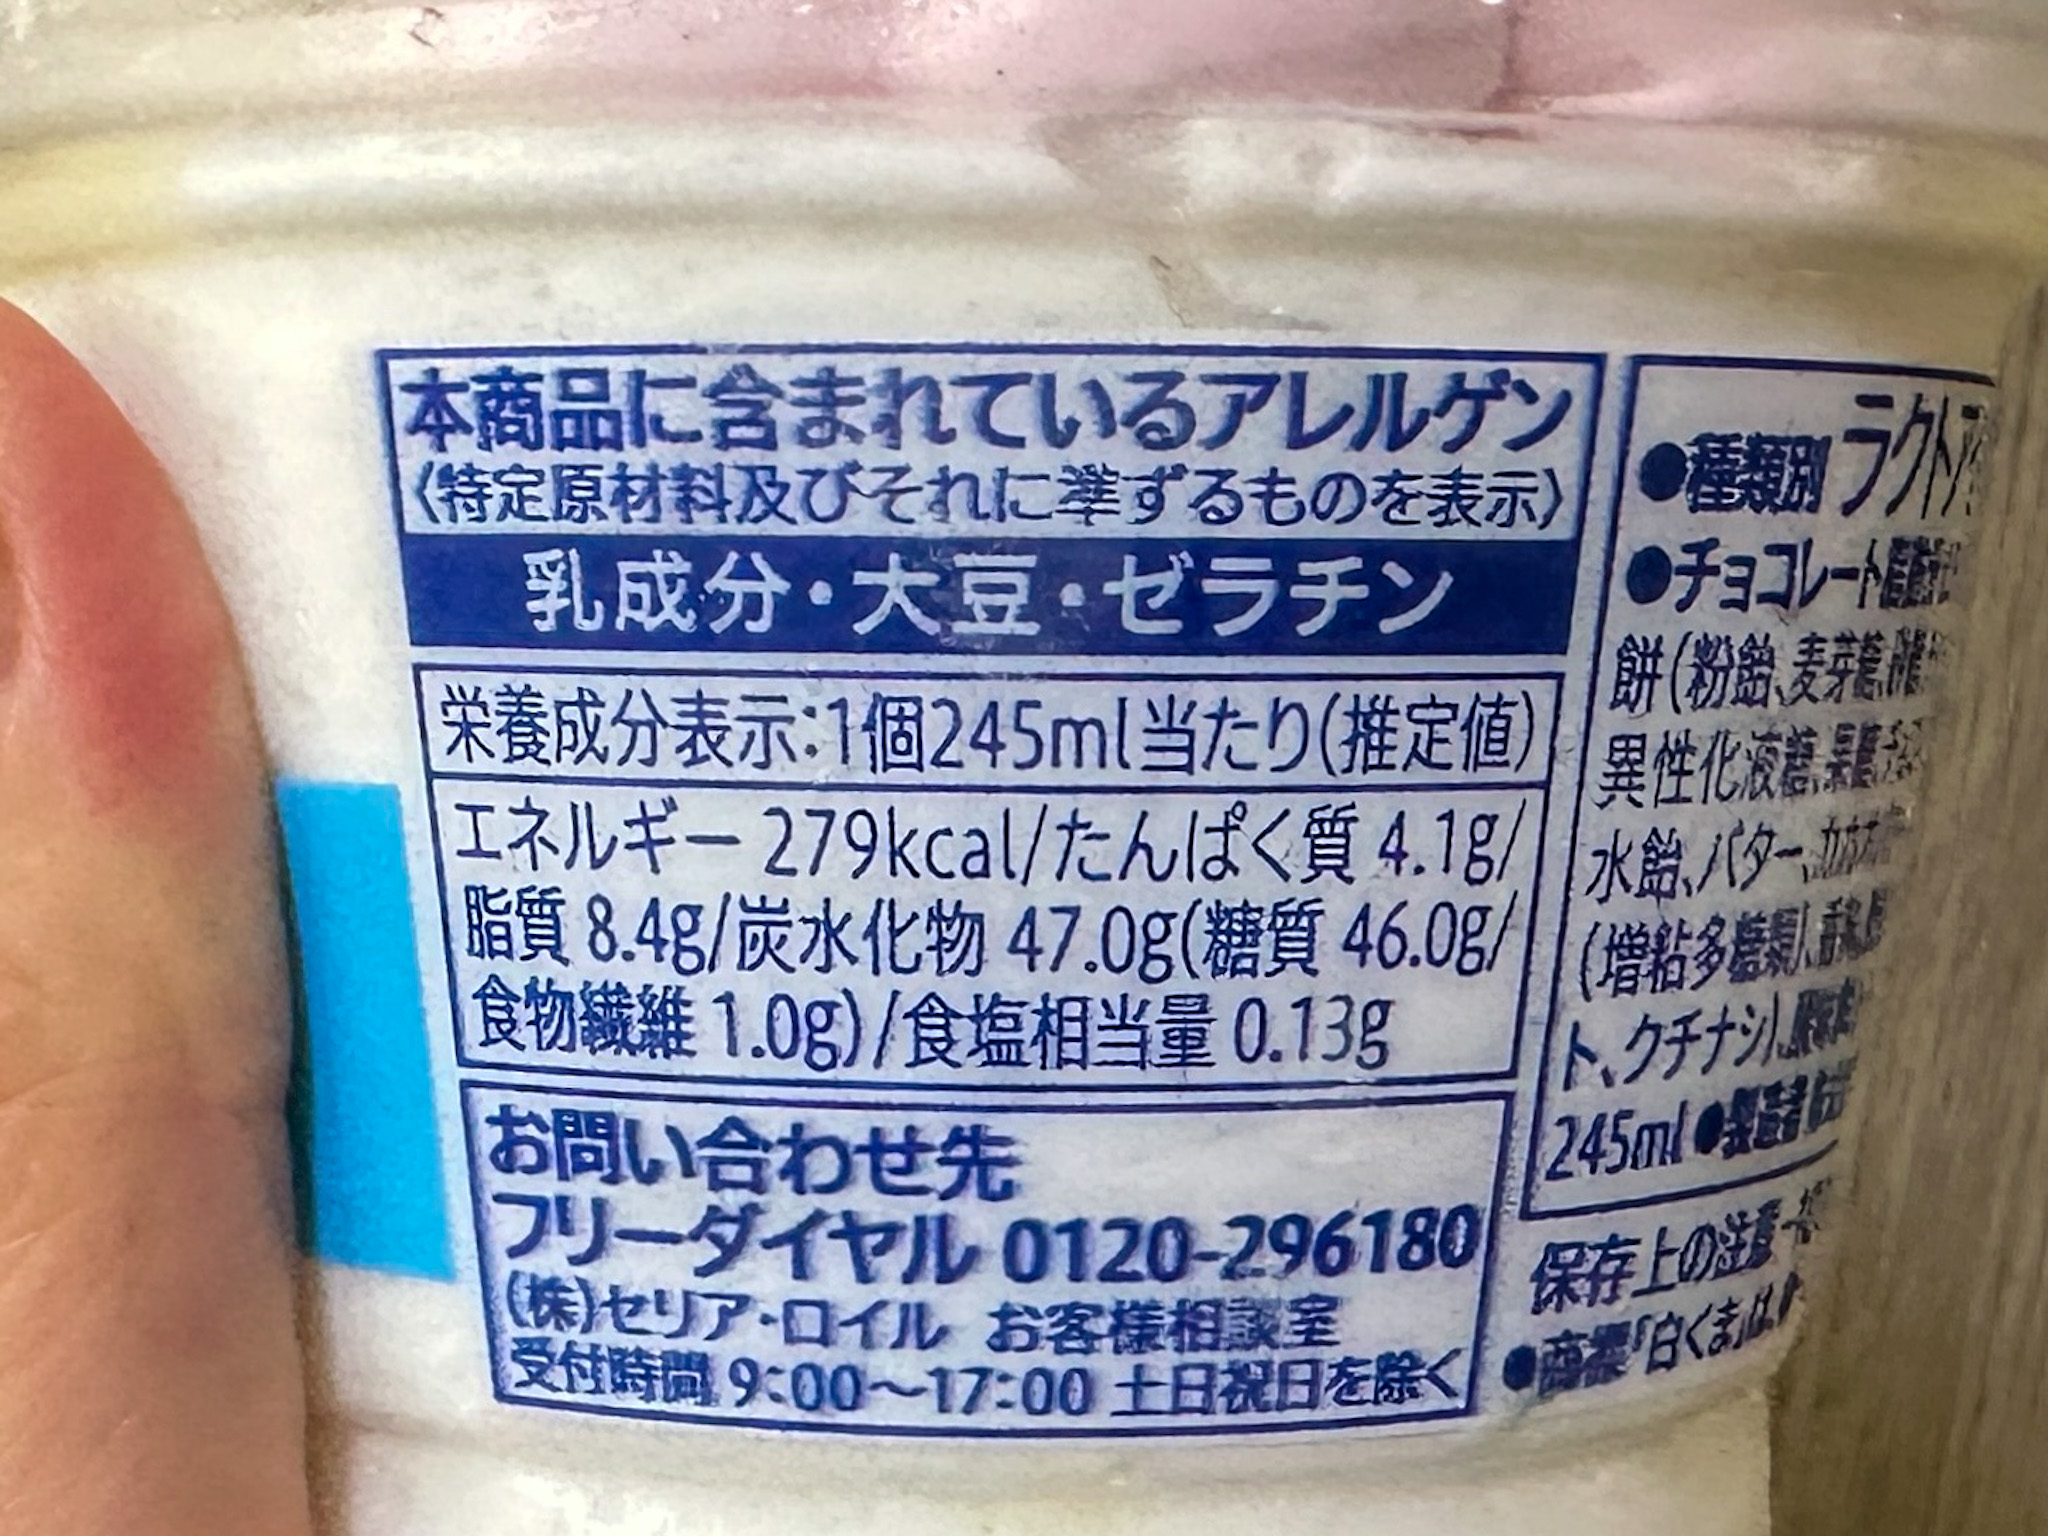 本商品に含まれているアレルゲン
〈特定原材料及びそれに準ずるものを表示〉
乳成分・大豆・ゼラチン
栄養成分表示:1個245ml当たり(推定値)
エネルギー 279kcal/たんぱく質 4.1g/
脂質 8.4g/炭水化物 47.0g(糖質 46.0g/
食物繊維 1.0g)/食塩相当量 0.13g
お問い合わせ先
フリーダイヤル 0120-296180
(株)セリア・ロイル お客様相談室
受付時間 9:00～17:00 土日祝日を除く
●種類別 ラクトア
●チョコレート
餅(粉飴、麦芽糖、
異性化液糖、
水飴、バター、
(増粘多糖類)、
ト、クチナシ)、
245ml ●製造者
保存上の注意
●商標「白くま」は、